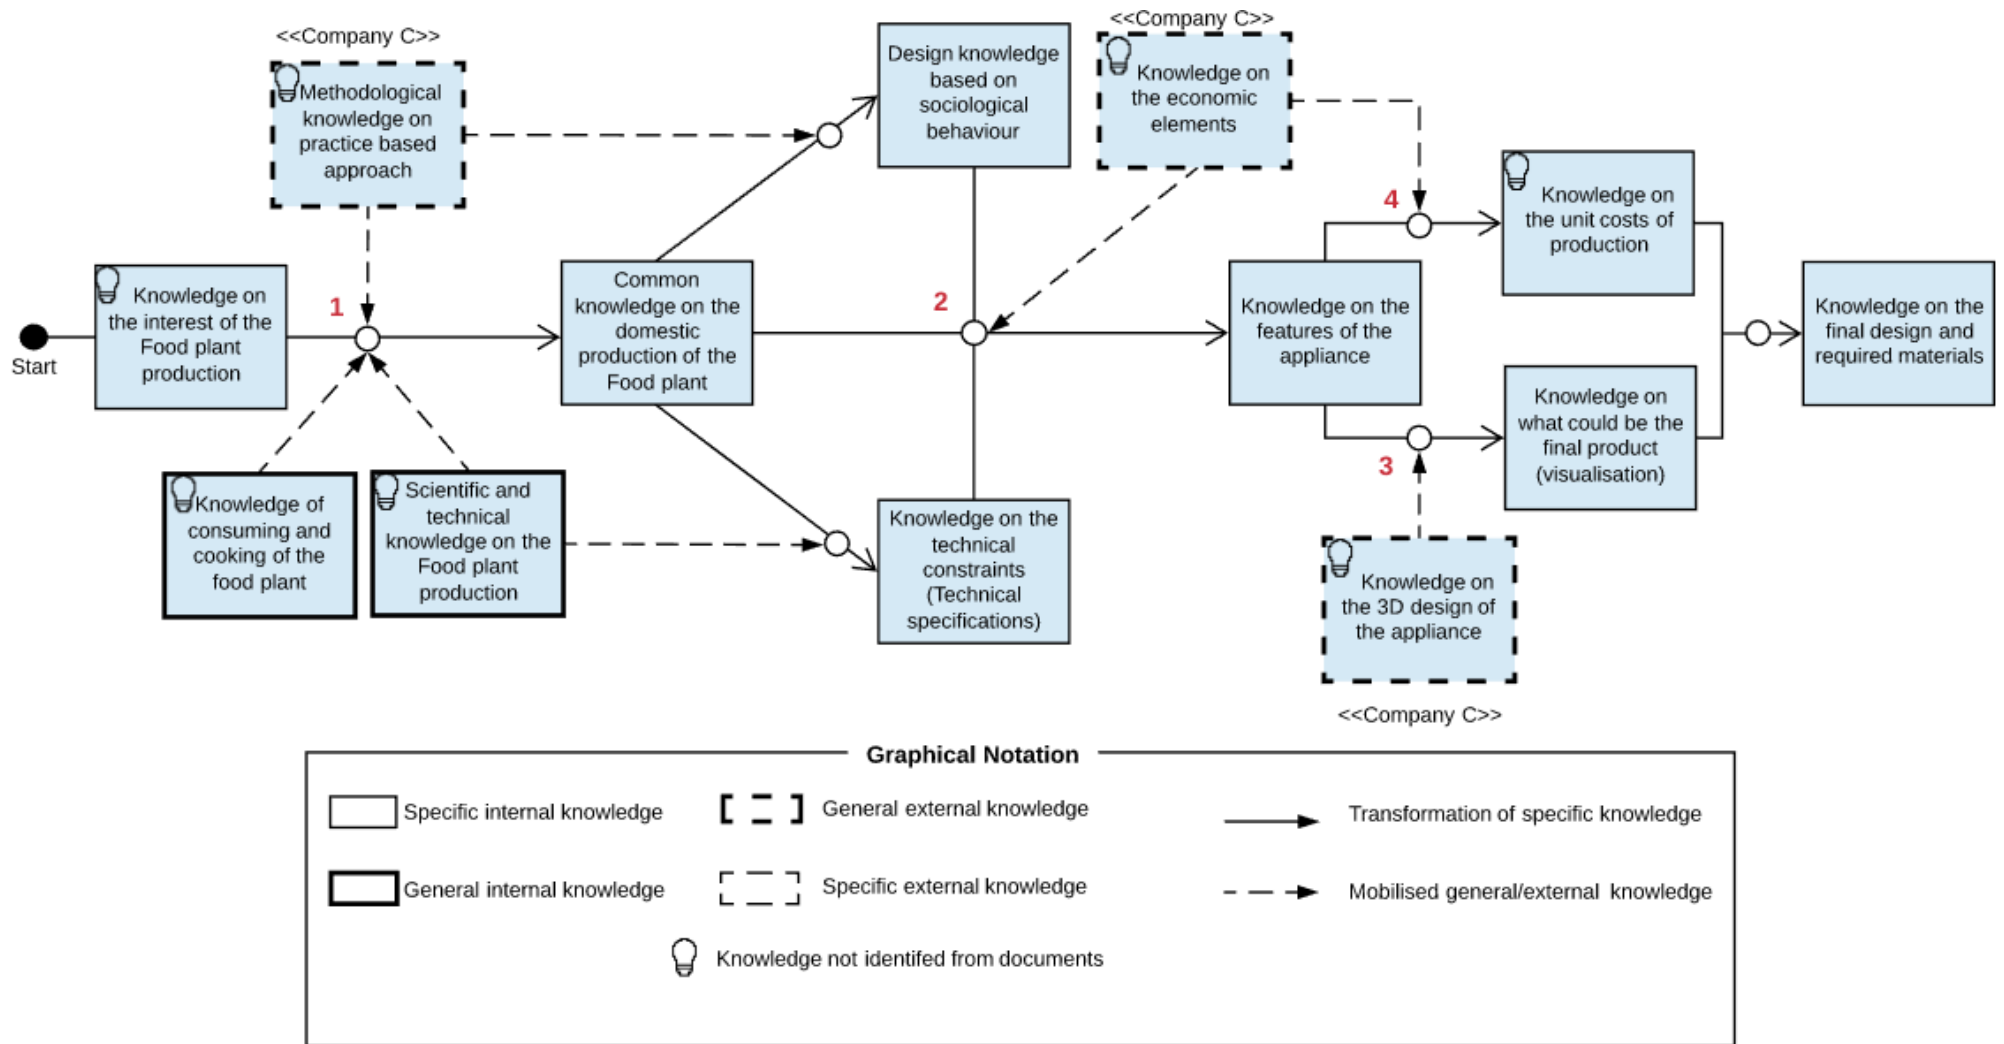 <<Company C>>
Methodological
knowledge on
practice based
approach
Design knowledge
based on
sociological
behaviour
<<Company C>>
Knowledge on
the economic
elements
4
Knowledge on
the unit costs of
production
Start
Knowledge on
the interest of the
Food plant
production
1
Common
knowledge on the
domestic
production of the
Food plant
2
Knowledge on the
features of the
appliance
Knowledge on the
final design and
required materials
Knowledge on
what could be the
final product
(visualisation)
3
Knowledge of
consuming and
cooking of the
food plant
Scientific and
technical
knowledge on the
Food plant
production
Knowledge on the
technical
constraints
(Technical
specifications)
Knowledge on
the 3D design of
the appliance
<<Company C>>
Graphical Notation
Specific internal knowledge
General external knowledge
Transformation of specific knowledge
General internal knowledge
Specific external knowledge
Mobilised general/external knowledge
Knowledge not identifed from documents